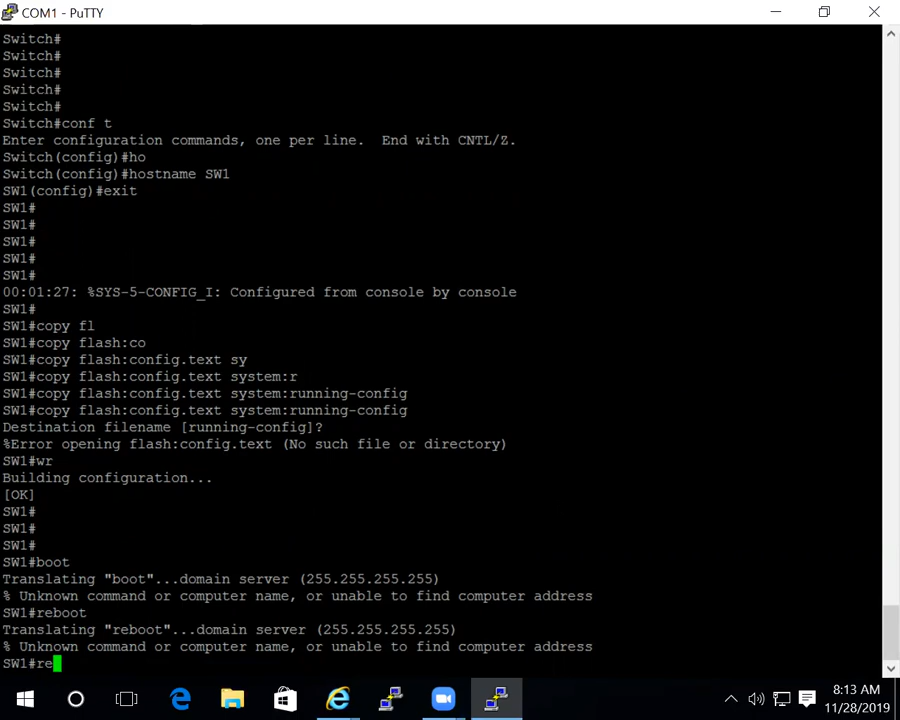 COM1 - PuTTY
Switch#
Switch#
Switch#
Switch#
Switch#
Switch#conf t
Enter configuration commands, one per line.  End with CNTL/Z.
Switch(config)#ho
Switch(config)#hostname SW1
SW1(config)#exit
SW1#
SW1#
SW1#
SW1#
SW1#
00:01:27: %SYS-5-CONFIG_I: Configured from console by console
SW1#
SW1#copy fl
SW1#copy flash:co
SW1#copy flash:config.text sy
SW1#copy flash:config.text system:r
SW1#copy flash:config.text system:running-config
SW1#copy flash:config.text system:running-config
Destination filename [running-config]?
%Error opening flash:config.text (No such file or directory)
SW1#wr
Building configuration...
[OK]
SW1#
SW1#
SW1#
SW1#boot
Translating "boot"...domain server (255.255.255.255)
% Unknown command or computer name, or unable to find computer address
SW1#reboot
Translating "reboot"...domain server (255.255.255.255)
% Unknown command or computer name, or unable to find computer address
SW1#re
8:13 AM
11/28/2019